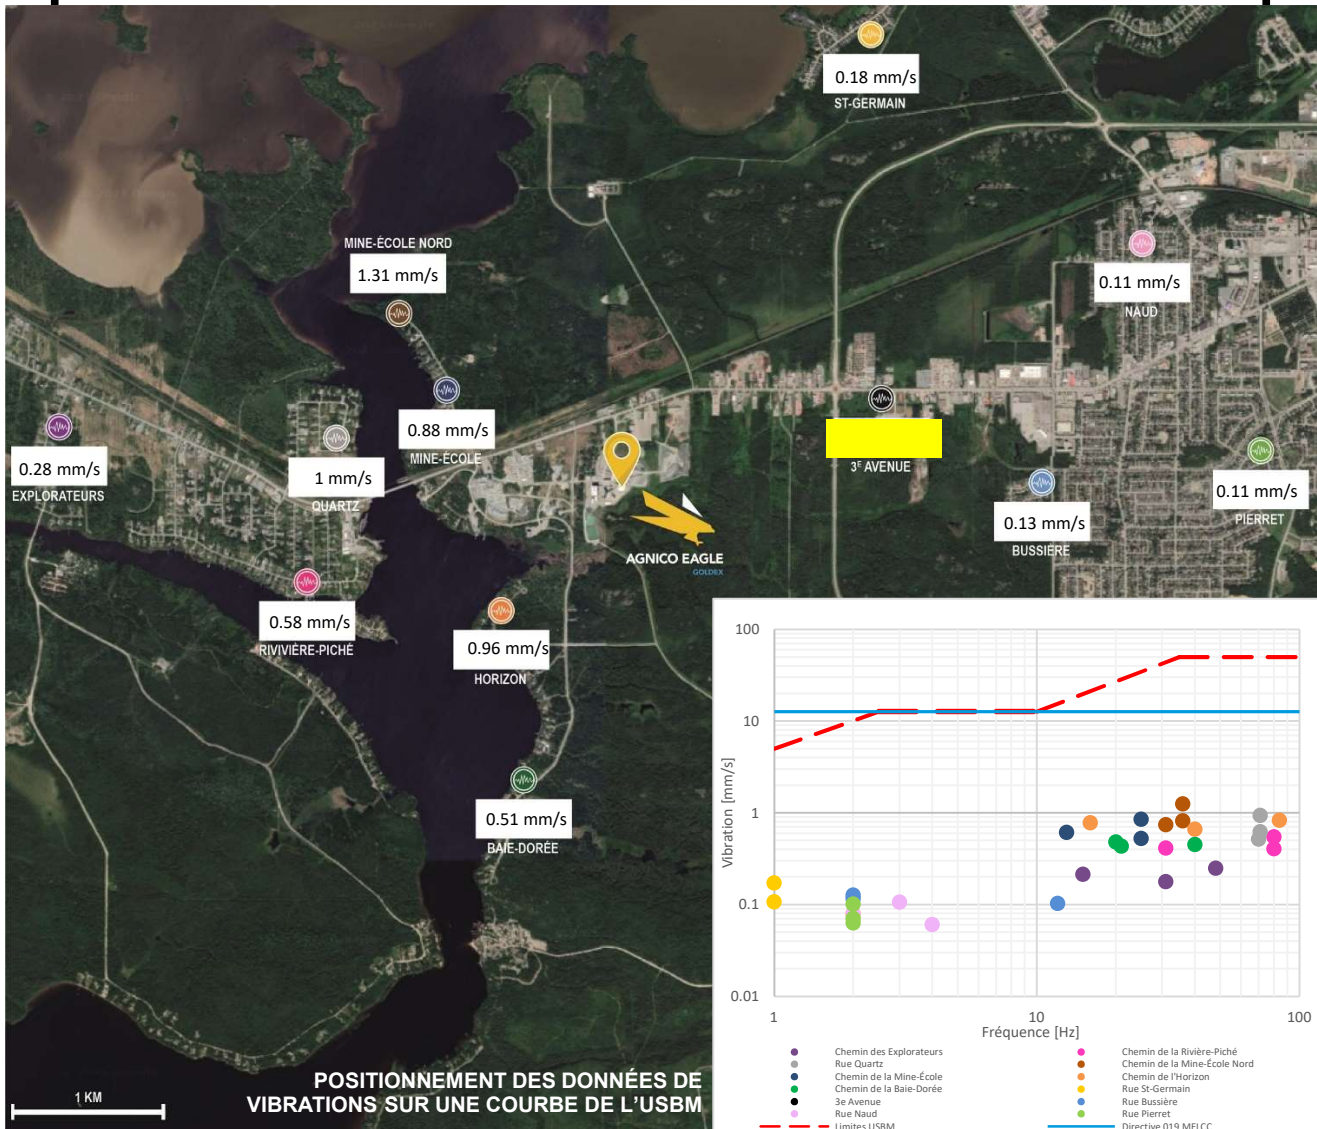 0.18 mm/s
ST-GERMAIN
MINE-ÉCOLE NORD
1.31 mm/s
0.11 mm/s
NAUD
0.88 mm/s
MINE-ÉCOLE
0.28 mm/s
EXPLORATEURS
1 mm/s
QUARTZ
3E AVENUE
0.11 mm/s
PIERRET
0.13 mm/s
BUSSIÈRE
AGNICO EAGLE
GOLDEX
0.58 mm/s
RIVIVIÈRE-PICHÉ
0.96 mm/s
HORIZON
0.51 mm/s
BAIE-DORÉE
100
10
1
0.1
0.01
Vibration [mm/s]
1
10
100
Fréquence [Hz]
Chemin des Explorateurs
Chemin de la Rivière-Piché
Rue Quartz
Chemin de la Mine-École Nord
Chemin de la Mine-École
Chemin de l'Horizon
Chemin de la Baie-Dorée
Rue St-Germain
3e Avenue
Rue Bussière
Rue Naud
Rue Pierret
Limites USBM
Directive 019 MELCC
POSITIONNEMENT DES DONNÉES DE
VIBRATIONS SUR UNE COURBE DE L'USBM
1 KM